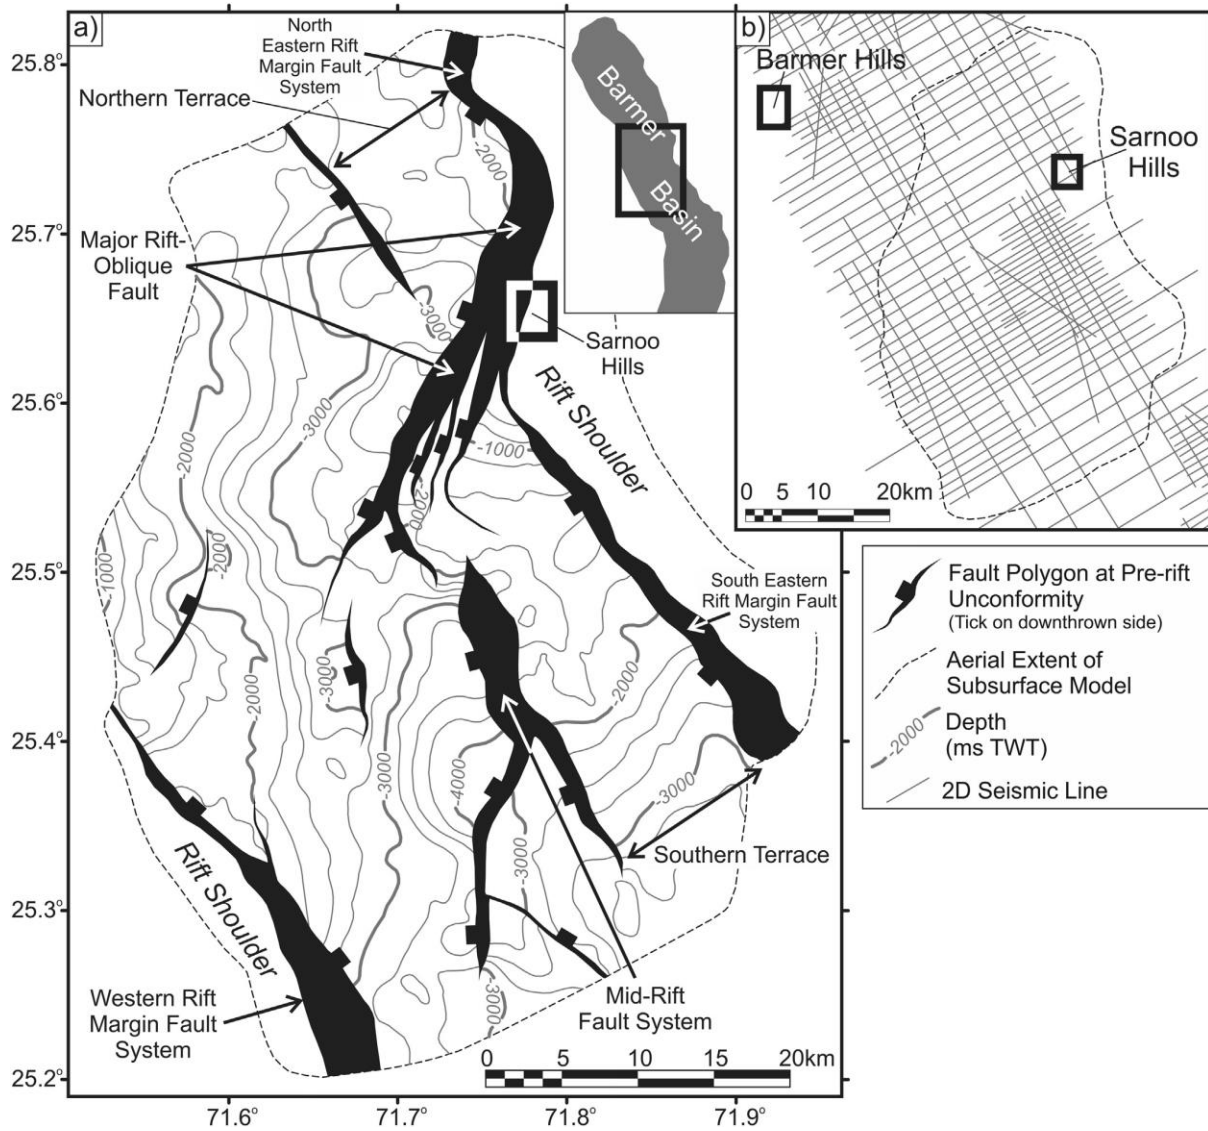 a)
North
Eastern Rift
Margin Fault
System
Northern Terrace
Major Rift-
Oblique
Fault
Barmer
Basin
Sarnoo
Hills
Rift Shoulder
South Eastern
Rift Margin Fault
System
Southern Terrace
Mid-Rift
Fault System
Rift Shoulder
Western Rift
Margin Fault
System
-2000
-3000
-3000
-2000
-1000
-2000
-1000
-2000
-2000
-3000
-3000
-4000
-2000
-3000
-3000
-3000
25.8°
25.7°
25.6°
25.5°
25.4°
25.3°
25.2°
71.6°
71.7°
71.8°
71.9°
0 5 10 15 20km
b)
Barmer Hills
Sarnoo
Hills
0 5 10 20km
Fault Polygon at Pre-rift
Unconformity
(Tick on downthrown side)
Aerial Extent of
Subsurface Model
-2000
Depth
(ms TWT)
2D Seismic Line